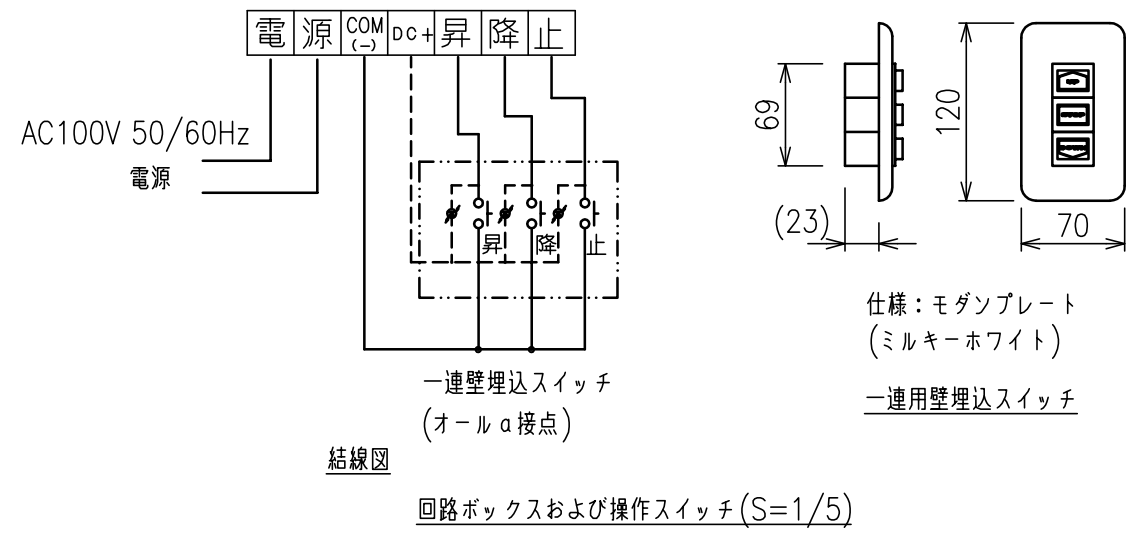 電 源 COM(-) DC+ 昇 降 止
AC100V 50/60Hz
電源
昇 降 止
一連壁埋込スイッチ
(オールa接点)
結線図
69
(23)
120
UP
STOP
DOWN
70
仕様：モダンプレート
(ミルキーホワイト)
一連用壁埋込スイッチ
回路ボックスおよび操作スイッチ(S=1/5)